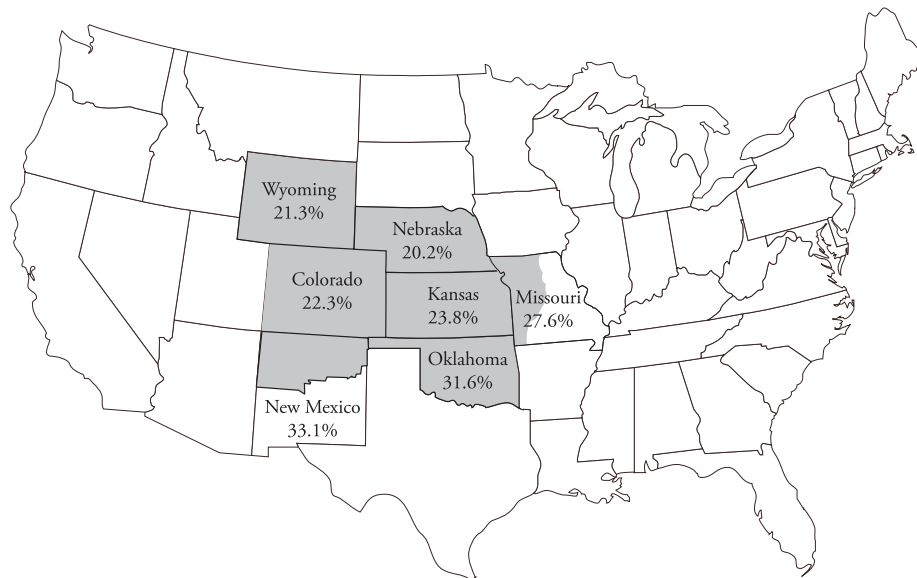 Wyoming
21.3%
Nebraska
20.2%
Colorado
22.3%
Kansas
23.8%
Missouri
27.6%
Oklahoma
31.6%
New Mexico
33.1%